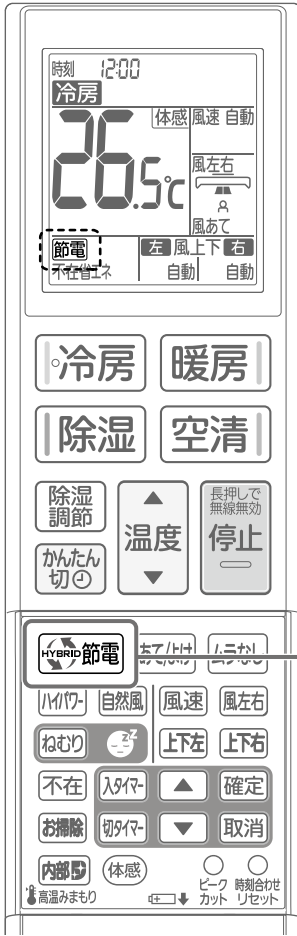 時刻 12:00
冷房
26.5℃
体感
風速 自動
風左右
風あて
節電
不在省エネ
左 風上下 右
自動 自動
冷房 暖房
除湿 空清
除湿
調節
温度
長押しで
無線無効
停止
かんたん
切
HYBRID 節電
あて/よけ
ムラなし
ハイパワー 自然風 風速 風左右
ねむり
上下左 上下右
不在 入タイマー ▲ 確定
お掃除 切タイマー ▼ 取消
内部 体感
高温みまもり
ピーク
カット
時刻合わせ
リセット